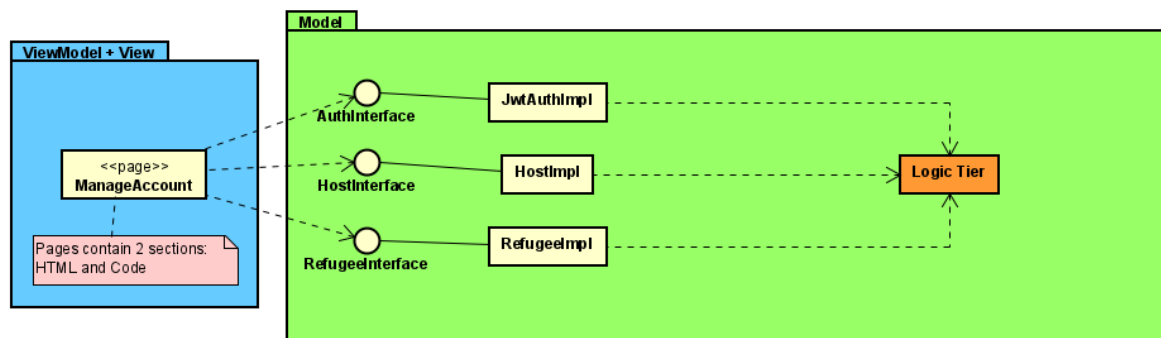 Model
ViewModel + View
JwtAuthImpl
AuthInterface
<<page>>
ManageAccount
HostImpl
Logic Tier
HostInterface
Pages contain 2 sections:
HTML and Code
RefugeeImpl
RefugeeInterface